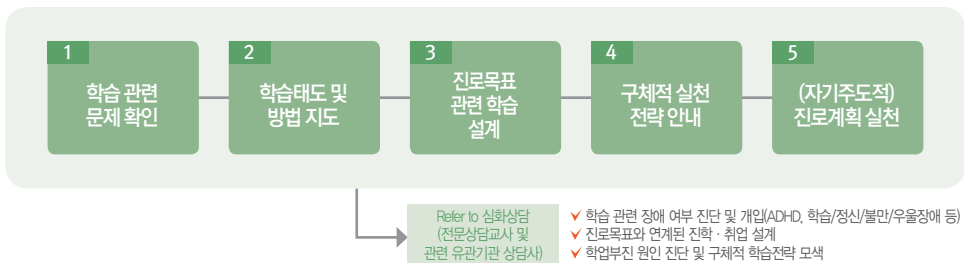 1
학습 관련
문제 확인
2
학습태도 및
방법 지도
3
진로목표
관련 학습
설계
4
구체적 실천
전략 안내
5
(자기주도적)
진로계획 실천
Refer to 심화상담
(전문상담교사 및
관련 유관기관 상담사)
학습 관련 장애 여부 진단 및 개입(ADHD, 학습/정신/불만/우울장애 등)
진로목표와 연계된 진학 · 취업 설계
학업부진 원인 진단 및 구체적 학습전략 모색